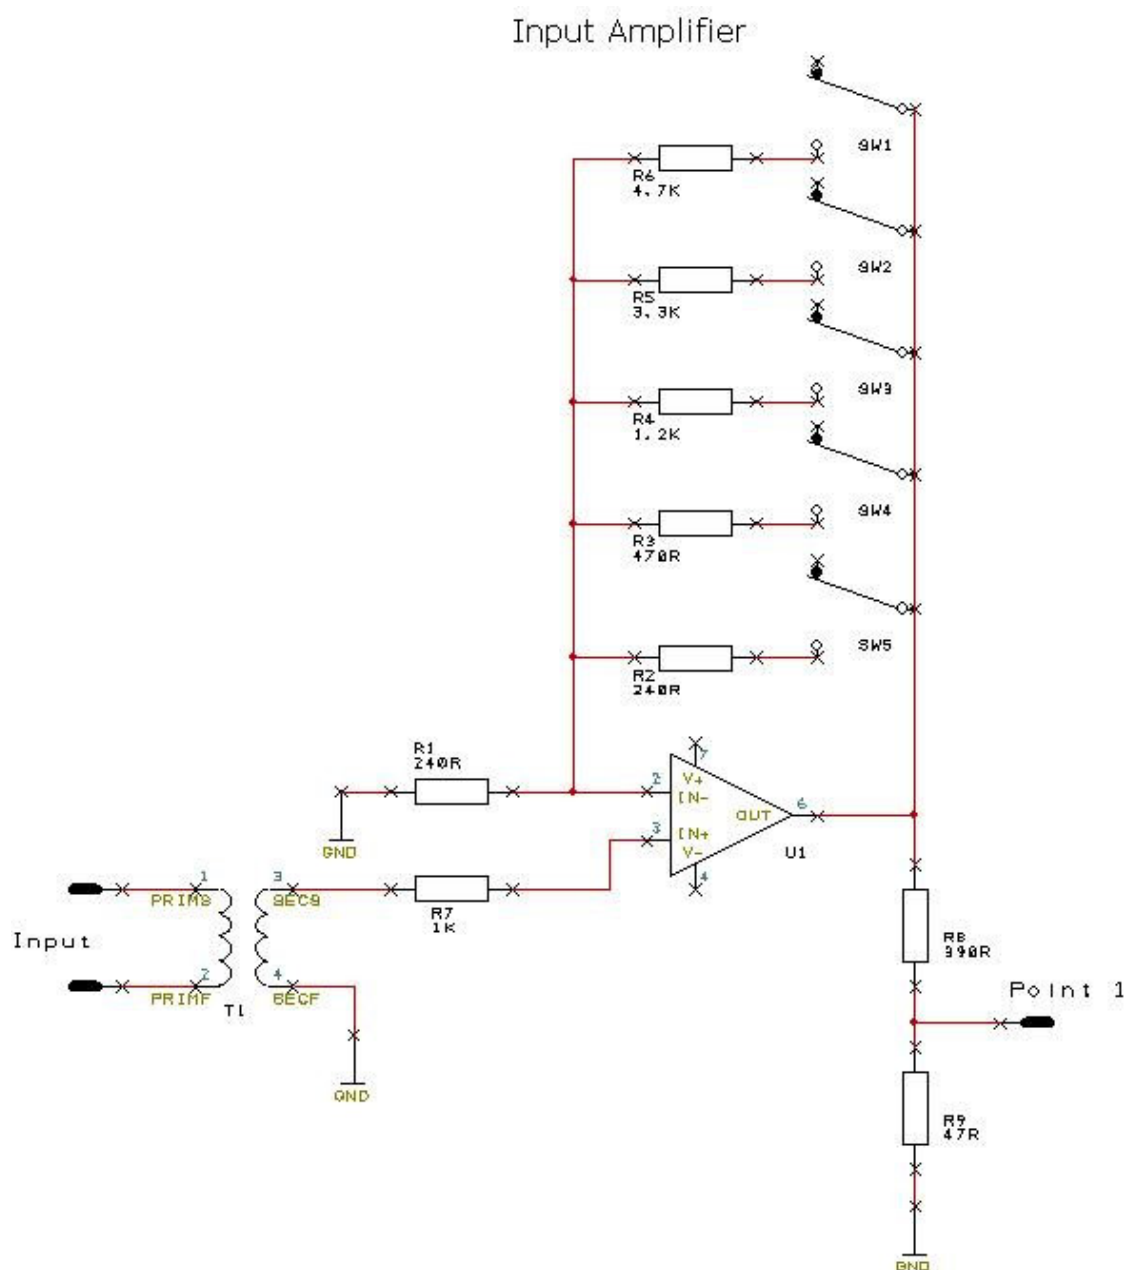 Input Amplifier
SW1
R6
4.7K
SW2
R5
3.3K
SW3
R4
1.2K
SW4
R3
470R
SW5
R2
240R
R1
240R
7
2
V+
IN-
6
OUT
3
IN+
V-
U1
4
GND
1
3
PRIMS
SECS
R7
1K
R8
390R
Input
2
4
PRIMF
SECF
T1
Point 1
GND
R9
47R
GND